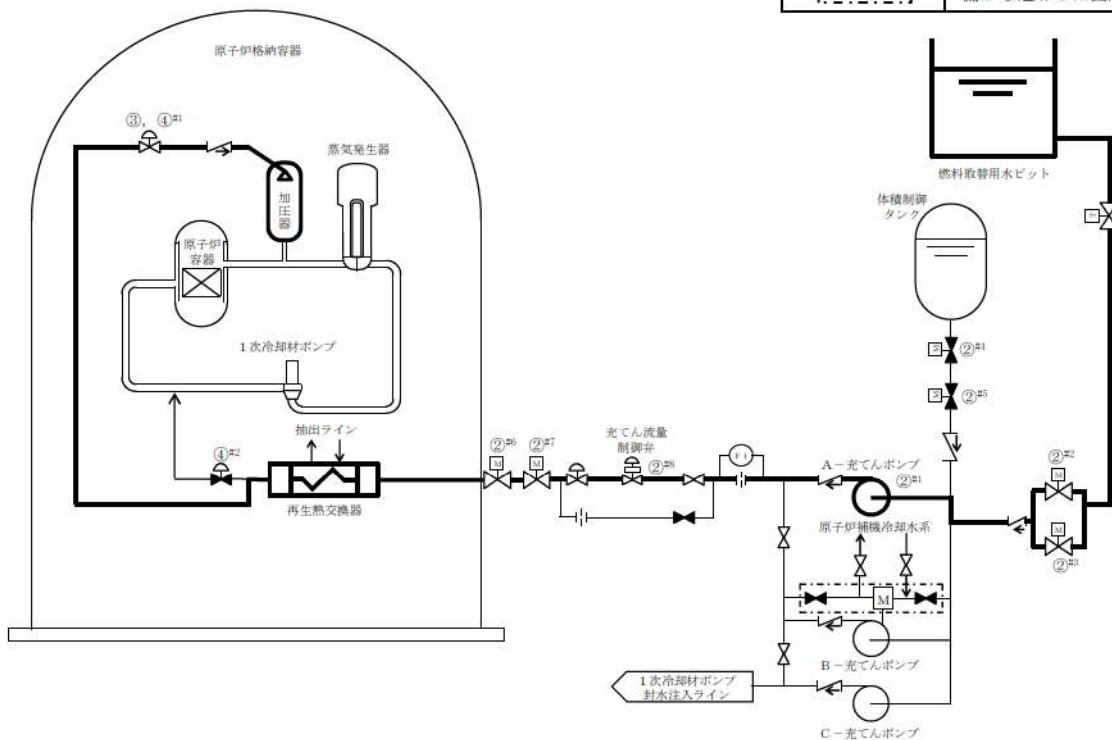 原子炉格納容器
③, ④#1
蒸気発生器
加圧器
原子炉
容器
1次冷却材ポンプ
抽出ライン
④#2
再生熱交換器
②#6
②#7
M
M
充てん流量
制御弁
②#8
FI
A-充てんポンプ
②#1
原子炉補機冷却水系
M
B-充てんポンプ
1次冷却材ポンプ
封水注入ライン
C-充てんポンプ
燃料取替用水ピット
体積制御
タンク
M
M
②#4
M
②#5
②#2
M
M
②#3